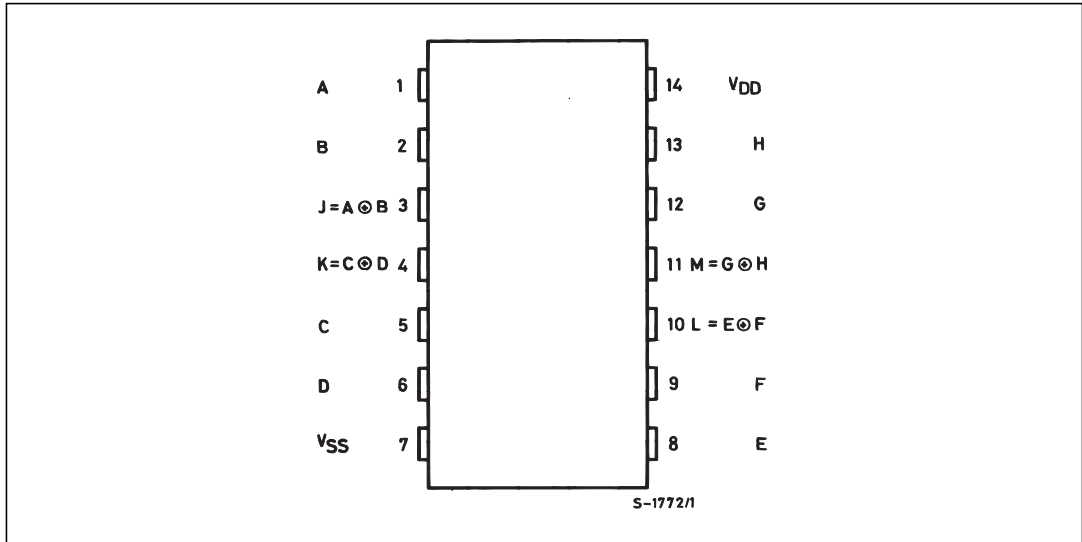 A 1 14 VDD
B 2 13 H
J=A⊕B 3 12 G
K=C⊕D 4 11 M=G⊕H
C 5 10 L=E⊕F
D 6 9 F
VSS 7 8 E
S-1772/1